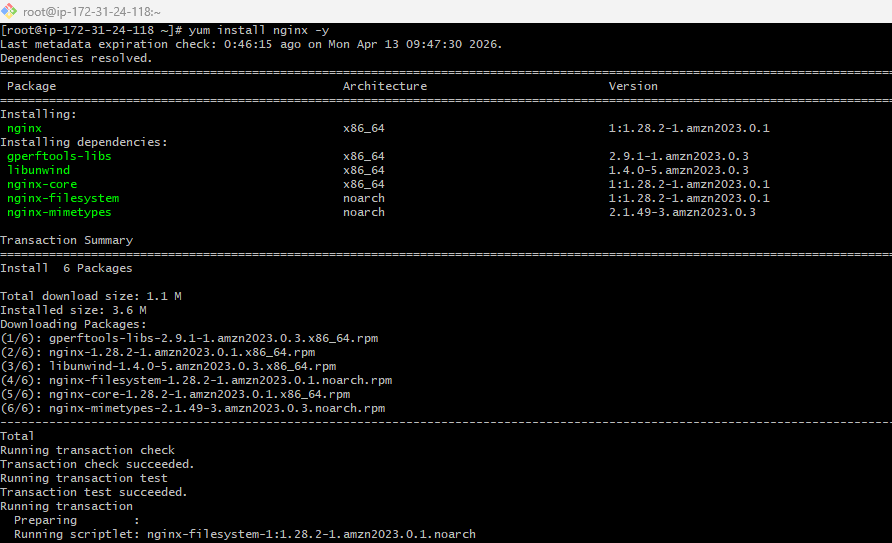 root@ip-172-31-24-118:~
[root@ip-172-31-24-118 ~]# yum install nginx -y
Last metadata expiration check: 0:46:15 ago on Mon Apr 13 09:47:30 2026.
Dependencies resolved.
Package Architecture Version
Installing:
nginx x86_64 1:1.28.2-1.amzn2023.0.1
Installing dependencies:
gperftools-libs x86_64 2.9.1-1.amzn2023.0.3
libunwind x86_64 1.4.0-5.amzn2023.0.3
nginx-core x86_64 1:1.28.2-1.amzn2023.0.1
nginx-filesystem noarch 1:1.28.2-1.amzn2023.0.1
nginx-mimetypes noarch 2.1.49-3.amzn2023.0.3
Transaction Summary
Install 6 Packages
Total download size: 1.1 M
Installed size: 3.6 M
Downloading Packages:
(1/6): gperftools-libs-2.9.1-1.amzn2023.0.3.x86_64.rpm
(2/6): nginx-1.28.2-1.amzn2023.0.1.x86_64.rpm
(3/6): libunwind-1.4.0-5.amzn2023.0.3.x86_64.rpm
(4/6): nginx-filesystem-1.28.2-1.amzn2023.0.1.noarch.rpm
(5/6): nginx-core-1.28.2-1.amzn2023.0.1.x86_64.rpm
(6/6): nginx-mimetypes-2.1.49-3.amzn2023.0.3.noarch.rpm
Total
Running transaction check
Transaction check succeeded.
Running transaction test
Transaction test succeeded.
Running transaction
Preparing :
Running scriptlet: nginx-filesystem-1:1.28.2-1.amzn2023.0.1.noarch